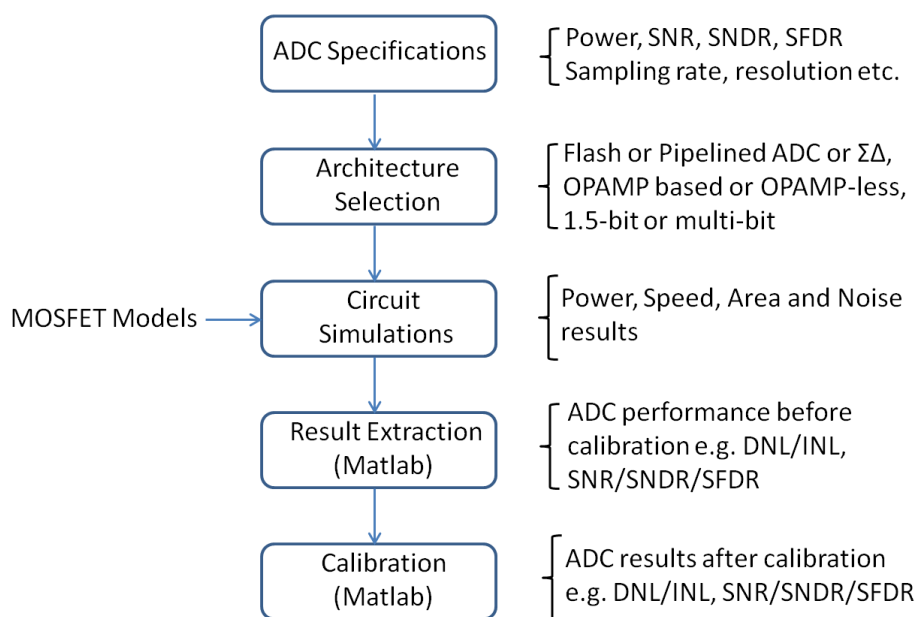 ADC Specifications
Power, SNR, SNDR, SFDR
Sampling rate, resolution etc.
Architecture
Selection
Flash or Pipelined ADC or ΣΔ,
OPAMP based or OPAMP-less,
1.5-bit or multi-bit
MOSFET Models
Circuit
Simulations
Power, Speed, Area and Noise
results
Result Extraction
(Matlab)
ADC performance before
calibration e.g. DNL/INL,
SNR/SNDR/SFDR
Calibration
(Matlab)
ADC results after calibration
e.g. DNL/INL, SNR/SNDR/SFDR